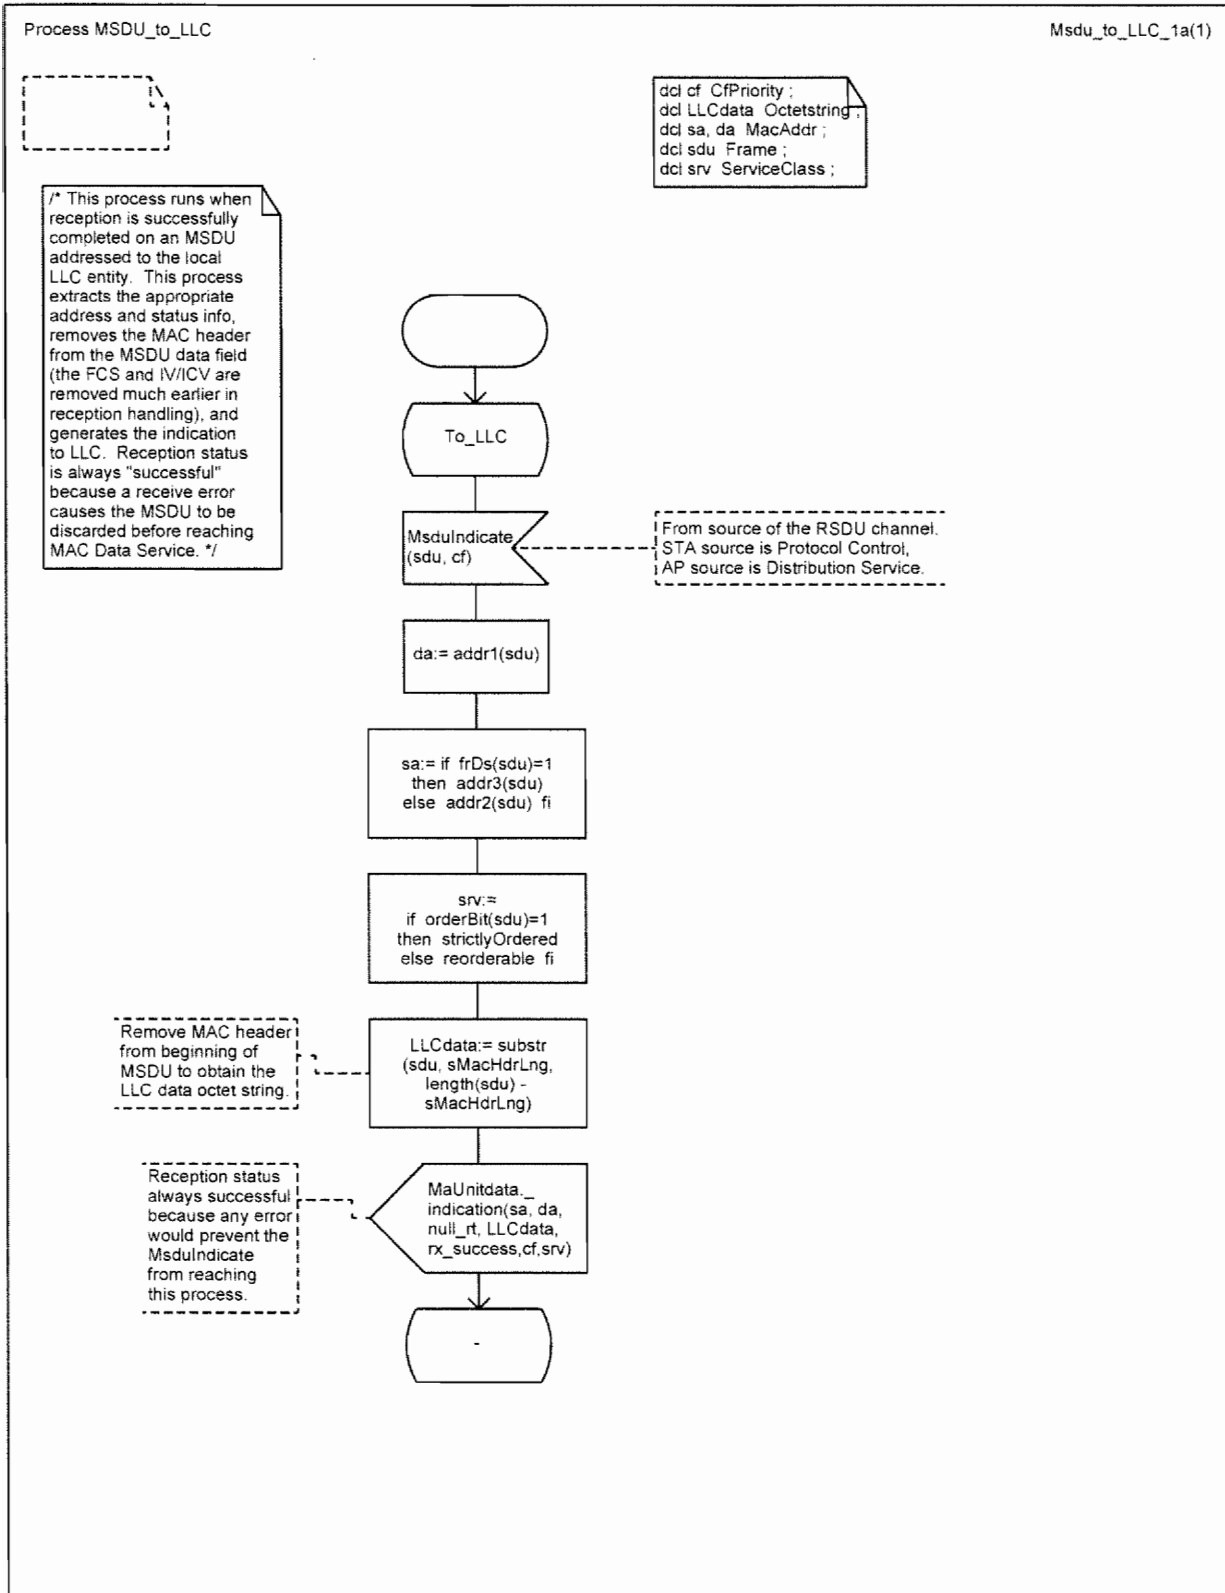 Process MSDU_to_LLC
Msdu_to_LLC_1a(1)
dcl cf CfPriority ;
dcl LLCdata Octetstring ;
dcl sa, da MacAddr ;
dcl sdu Frame ;
dcl srv ServiceClass ;
/* This process runs when
reception is successfully
completed on an MSDU
addressed to the local
LLC entity. This process
extracts the appropriate
address and status info,
removes the MAC header
from the MSDU data field
(the FCS and IV/ICV are
removed much earlier in
reception handling), and
generates the indication
to LLC. Reception status
is always "successful"
because a receive error
causes the MSDU to be
discarded before reaching
MAC Data Service. */
To_LLC
MsduIndicate
(sdu, cf)
From source of the RSDU channel.
STA source is Protocol Control,
AP source is Distribution Service.
da:= addr1(sdu)
sa:= if frDs(sdu)=1
then addr3(sdu)
else addr2(sdu) fi
srv:=
if orderBit(sdu)=1
then strictlyOrdered
else reorderable fi
Remove MAC header
from beginning of
MSDU to obtain the
LLC data octet string.
LLCdata:= substr
(sdu, sMacHdrLng,
length(sdu) -
sMacHdrLng)
Reception status
always successful
because any error
would prevent the
MsduIndicate
from reaching
this process.
MaUnitdata._
indication(sa, da,
null_rt, LLCdata,
rx_success,cf,srv)
-